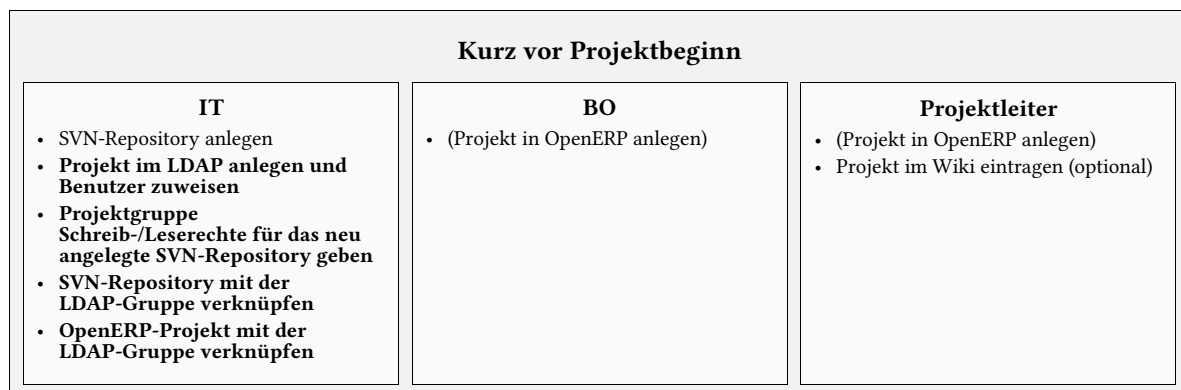 Kurz vor Projektbeginn
IT
• SVN-Repository anlegen
• Projekt im LDAP anlegen und
Benutzer zuweisen
• Projektgruppe
Schreib-/Leserechte für das neu
angelegte SVN-Repository geben
• SVN-Repository mit der
LDAP-Gruppe verknüpfen
• OpenERP-Projekt mit der
LDAP-Gruppe verknüpfen
BO
• (Projekt in OpenERP anlegen)
Projektleiter
• (Projekt in OpenERP anlegen)
• Projekt im Wiki eintragen (optional)